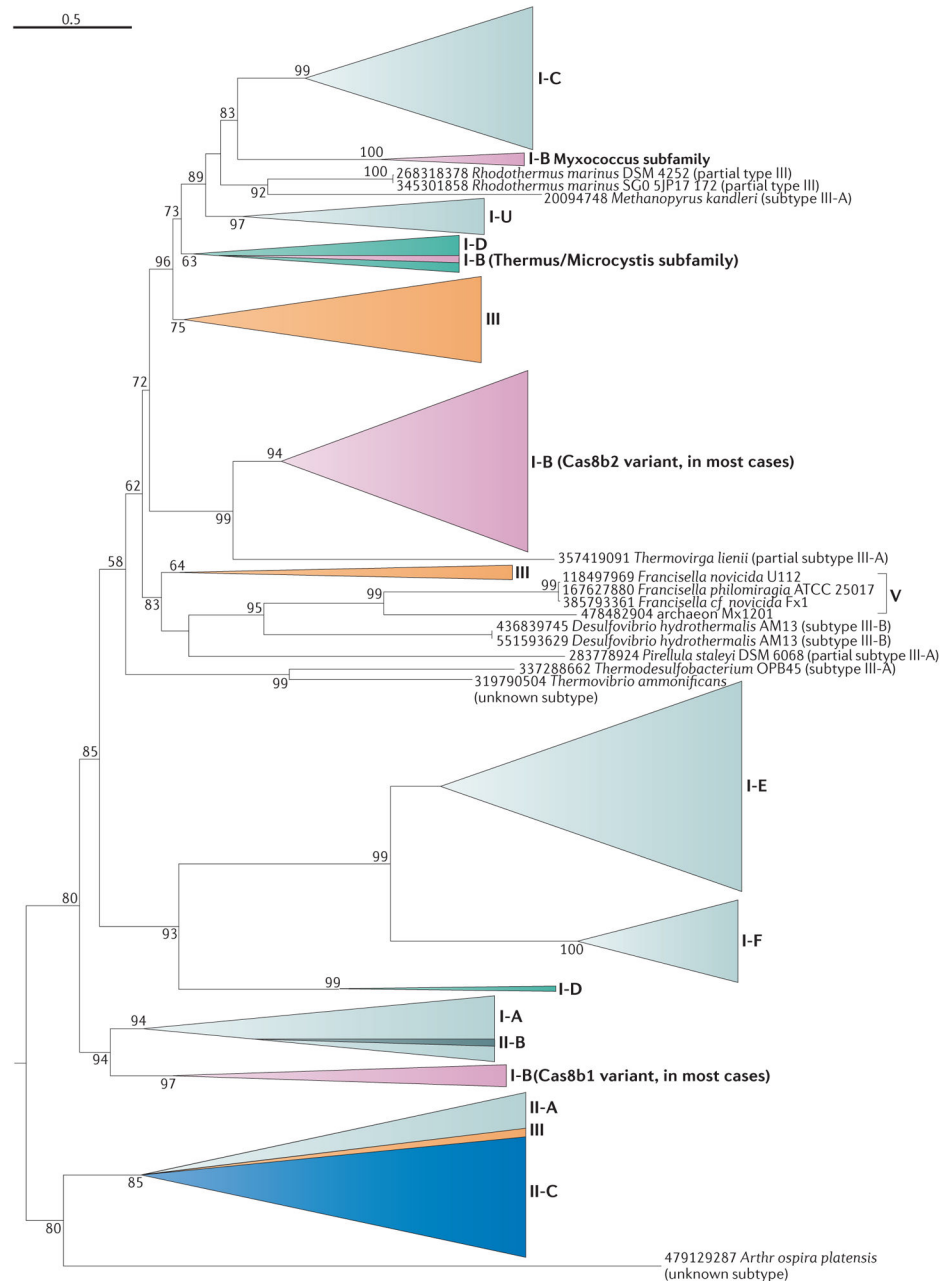 0.5
99
I-C
83
100
I-B Myxococcus subfamily
100
268318378 Rhodothermus marinus DSM 4252 (partial type III)
345301858 Rhodothermus marinus SG0 5JP17 172 (partial type III)
89
92
20094748 Methanopyrus kandleri (subtype III-A)
73
97
I-U
I-D
96
63
I-B (Thermus/Microcystis subfamily)
75
III
72
94
I-B (Cas8b2 variant, in most cases)
62
99
357419091 Thermovirga lienii (partial subtype III-A)
58
64
III
118497969 Francisella novicida U112
99
167627880 Francisella philomiragia ATCC 25017
V
83
99
385793361 Francisella cf. novicida Fx1
95
478482904 archaeon Mx1201
436839745 Desulfovibrio hydrothermalis AM13 (subtype III-B)
551593629 Desulfovibrio hydrothermalis AM13 (subtype III-B)
283778924 Pirellula staleyi DSM 6068 (partial subtype III-A)
337288662 Thermodesulfobacterium OPB45 (subtype III-A)
99
319790504 Thermovibrio ammonificans
(unknown subtype)
85
I-E
99
80
93
100
I-F
99
I-D
94
I-A
II-B
94
97
I-B(Cas8b1 variant, in most cases)
II-A
III
85
II-C
80
479129287 Arthr ospira platensis
(unknown subtype)